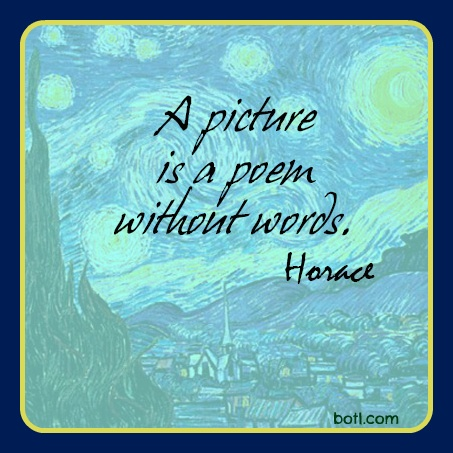 A picture
is a poem
without words.
Horace
botl.com